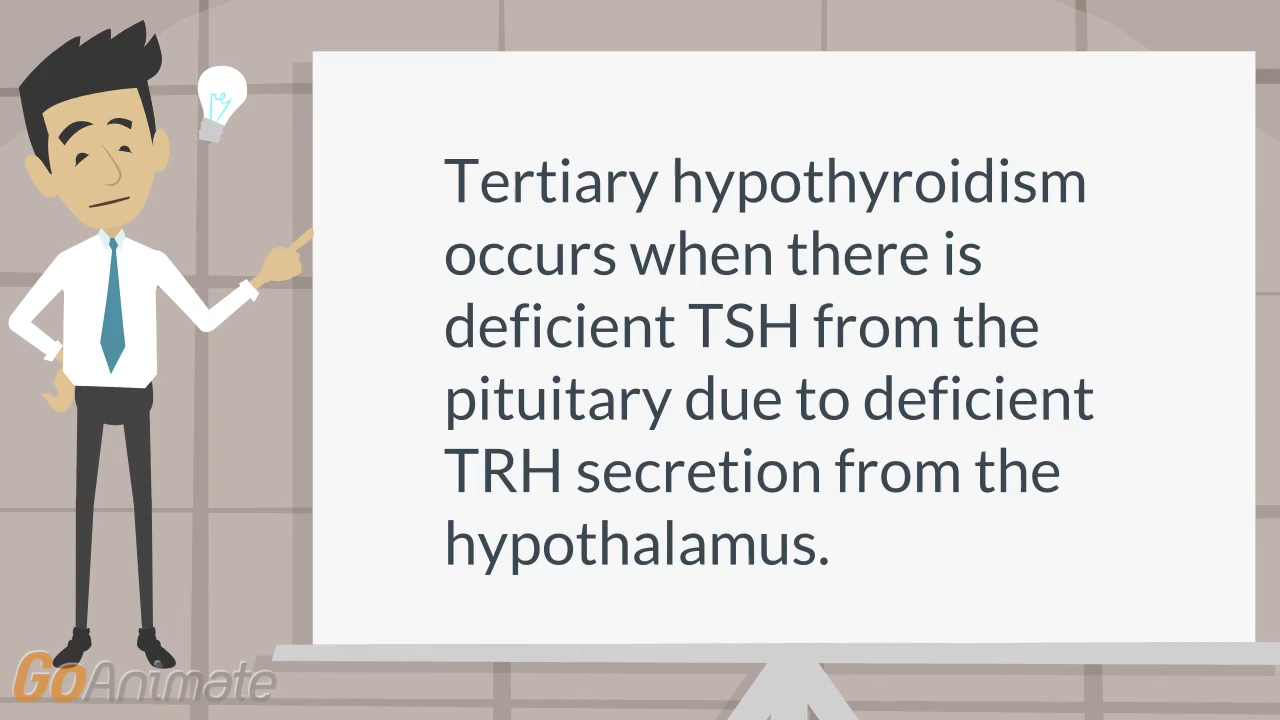 Tertiary hypothyroidism
occurs when there is
deficient TSH from the
pituitary due to deficient
TRH secretion from the
hypothalamus.
GoAnimate